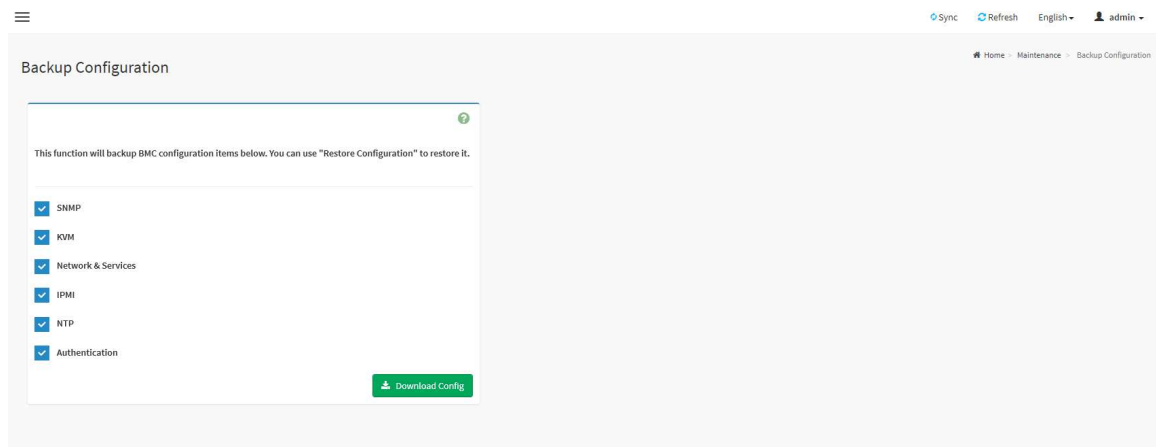 Sync Refresh English admin
Home > Maintenance > Backup Configuration
Backup Configuration
?
This function will backup BMC configuration items below. You can use "Restore Configuration" to restore it.
SNMP
KVM
Network & Services
IPMI
NTP
Authentication
Download Config